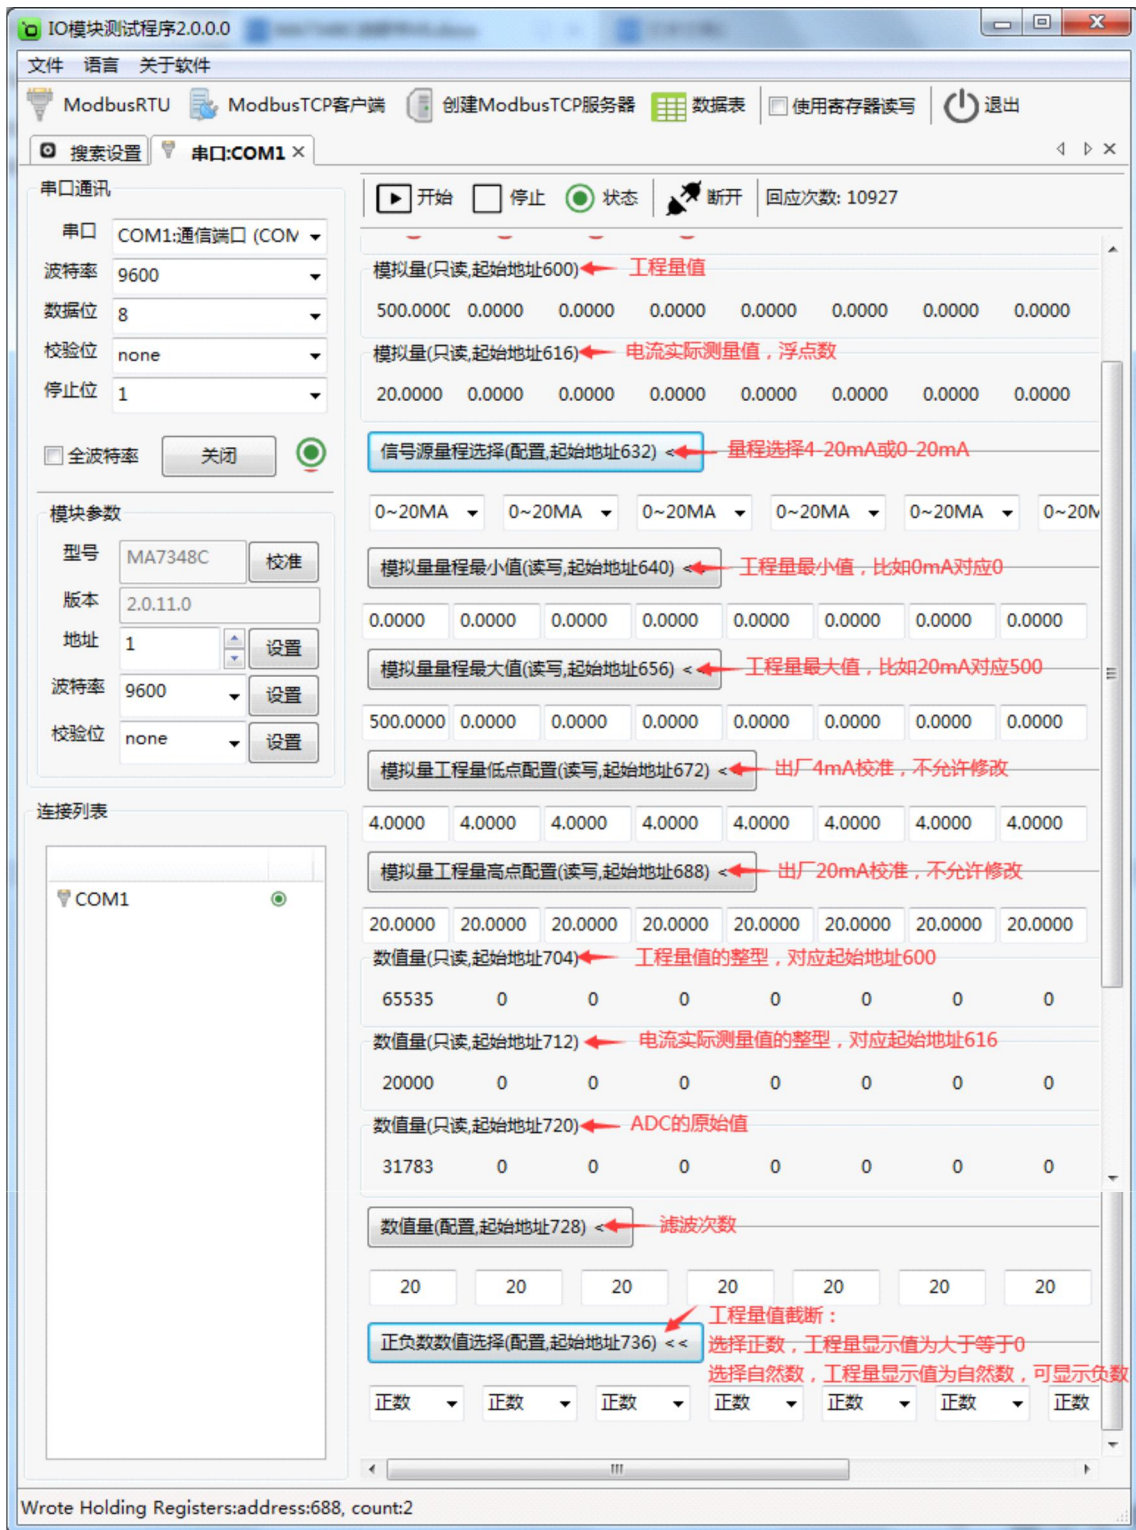 IO模块测试程序2.0.0.0
文件 语言 关于软件
ModbusRTU ModbusTCP客户端 创建ModbusTCP服务器 数据表 使用寄存器读写 退出
搜索设置 串口:COM1 ×
串口通讯
串口 COM1:通信端口 (COM
波特率 9600
数据位 8
校验位 none
停止位 1
全波特率 关闭
模块参数
型号 MA7348C 校准
版本 2.0.11.0
地址 1 设置
波特率 9600 设置
校验位 none 设置
连接列表
COM1
开始 停止 状态 断开 回应次数: 10927
模拟量(只读,起始地址600) 工程量值
500.0000 0.0000 0.0000 0.0000 0.0000 0.0000 0.0000 0.0000
模拟量(只读,起始地址616) 电流实际测量值，浮点数
20.0000 0.0000 0.0000 0.0000 0.0000 0.0000 0.0000 0.0000
信号源量程选择(配置,起始地址632) < 量程选择4-20mA或0-20mA
0~20MA 0~20MA 0~20MA 0~20MA 0~20MA 0~20M
模拟量量程最小值(读写,起始地址640) << 工程量最小值，比如0mA对应0
0.0000 0.0000 0.0000 0.0000 0.0000 0.0000 0.0000 0.0000
模拟量量程最大值(读写,起始地址656) << 工程量最大值，比如20mA对应500
500.0000 0.0000 0.0000 0.0000 0.0000 0.0000 0.0000 0.0000
模拟量工程量低点配置(读写,起始地址672) < 出厂4mA校准，不允许修改
4.0000 4.0000 4.0000 4.0000 4.0000 4.0000 4.0000 4.0000
模拟量工程量高点配置(读写,起始地址688) < 出厂20mA校准，不允许修改
20.0000 20.0000 20.0000 20.0000 20.0000 20.0000 20.0000 20.0000
数值量(只读,起始地址704) 工程量值的整型，对应起始地址600
65535 0 0 0 0 0 0 0
数值量(只读,起始地址712) 电流实际测量值的整型，对应起始地址616
20000 0 0 0 0 0 0 0
数值量(只读,起始地址720) ADC的原始值
31783 0 0 0 0 0 0 0
数值量(配置,起始地址728) < 滤波次数
20 20 20 20 20 20 20
工程量值截断：
正负数数值选择(配置,起始地址736) << 选择正数，工程量显示值为大于等于0
选择自然数，工程量显示值为自然数，可显示负数
正数 正数 正数 正数 正数 正数 正数
Wrote Holding Registers:address:688, count:2